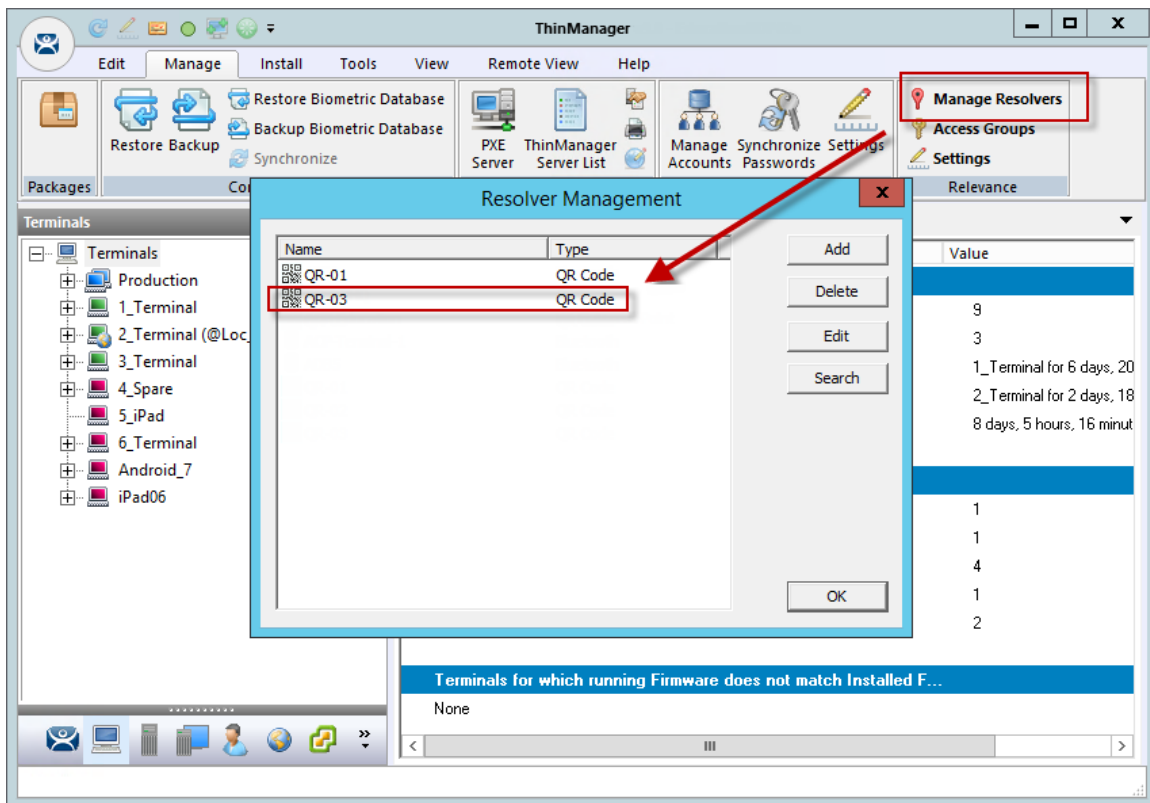 ThinManager
Edit Manage Install Tools View Remote View Help
Restore Backup
Restore Biometric Database
Backup Biometric Database
Synchronize
PXE Server
ThinManager Server List
Manage Accounts
Synchronize Passwords
Settings
Manage Resolvers
Access Groups
Settings
Packages
Co
Relevance
Resolver Management
Name Type
QR-01 QR Code
QR-03 QR Code
Add
Delete
Edit
Search
OK
Terminals
Terminals
Production
1_Terminal
2_Terminal (@Loc_
3_Terminal
4_Spare
5_iPad
6_Terminal
Android_7
iPad06
Value
9
3
1_Terminal for 6 days, 20
2_Terminal for 2 days, 18
8 days, 5 hours, 16 minut
1
1
4
1
2
Terminals for which running Firmware does not match Installed F...
None